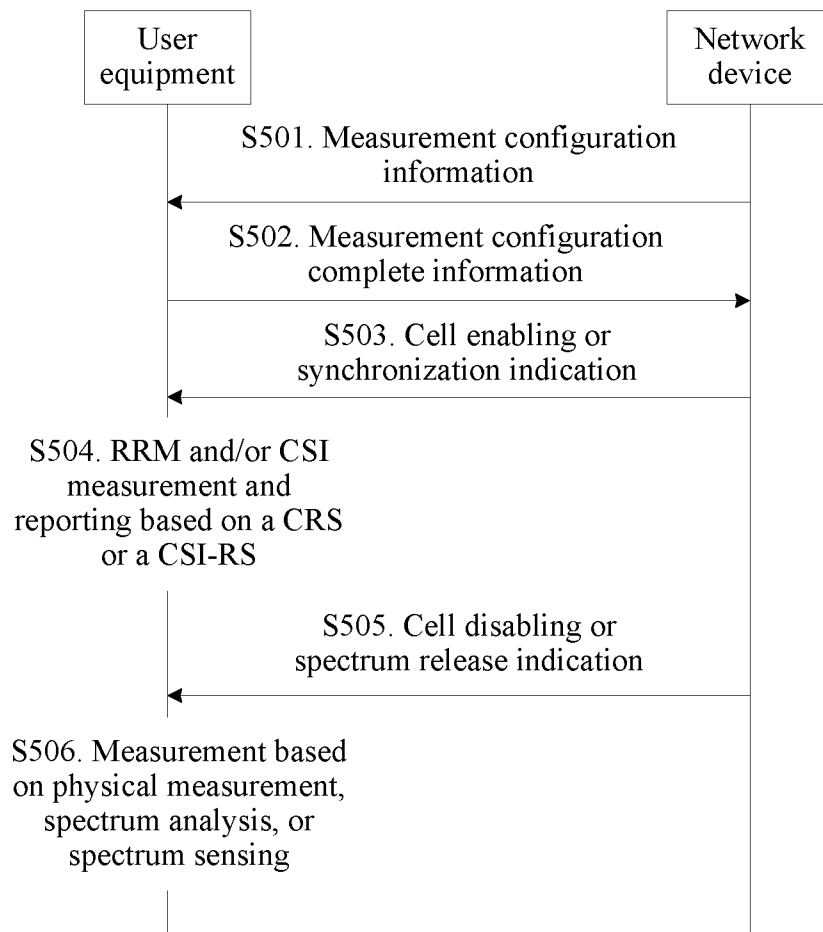 User
equipment
Network
device
S501. Measurement configuration
information
S502. Measurement configuration
complete information
S503. Cell enabling or
synchronization indication
S504. RRM and/or CSI
measurement and
reporting based on a CRS
or a CSI-RS
S505. Cell disabling or
spectrum release indication
S506. Measurement based
on physical measurement,
spectrum analysis, or
spectrum sensing